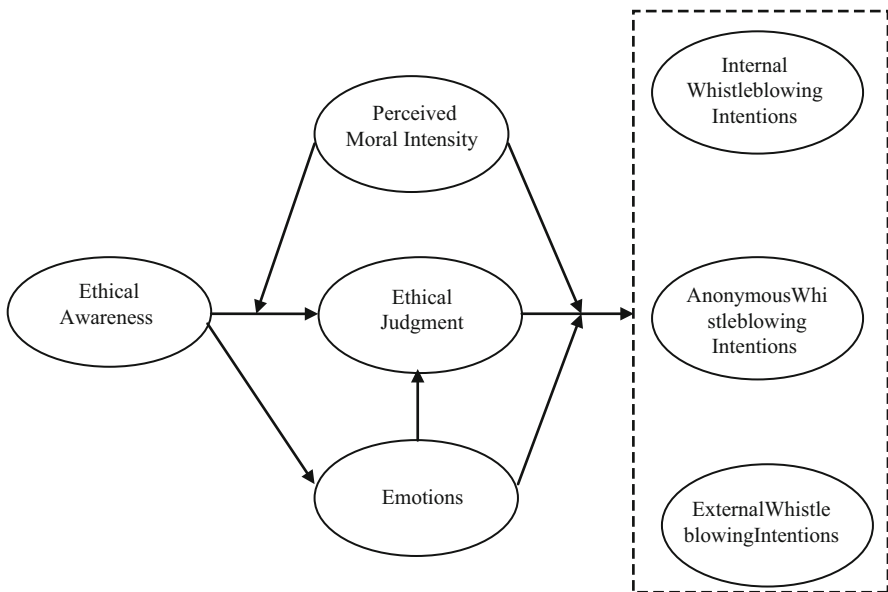 Internal
Whistleblowing
Intentions
Perceived
Moral Intensity
Ethical
Awareness
Ethical
Judgment
AnonymousWhi
stleblowing
Intentions
Emotions
ExternalWhistle
blowingIntentions